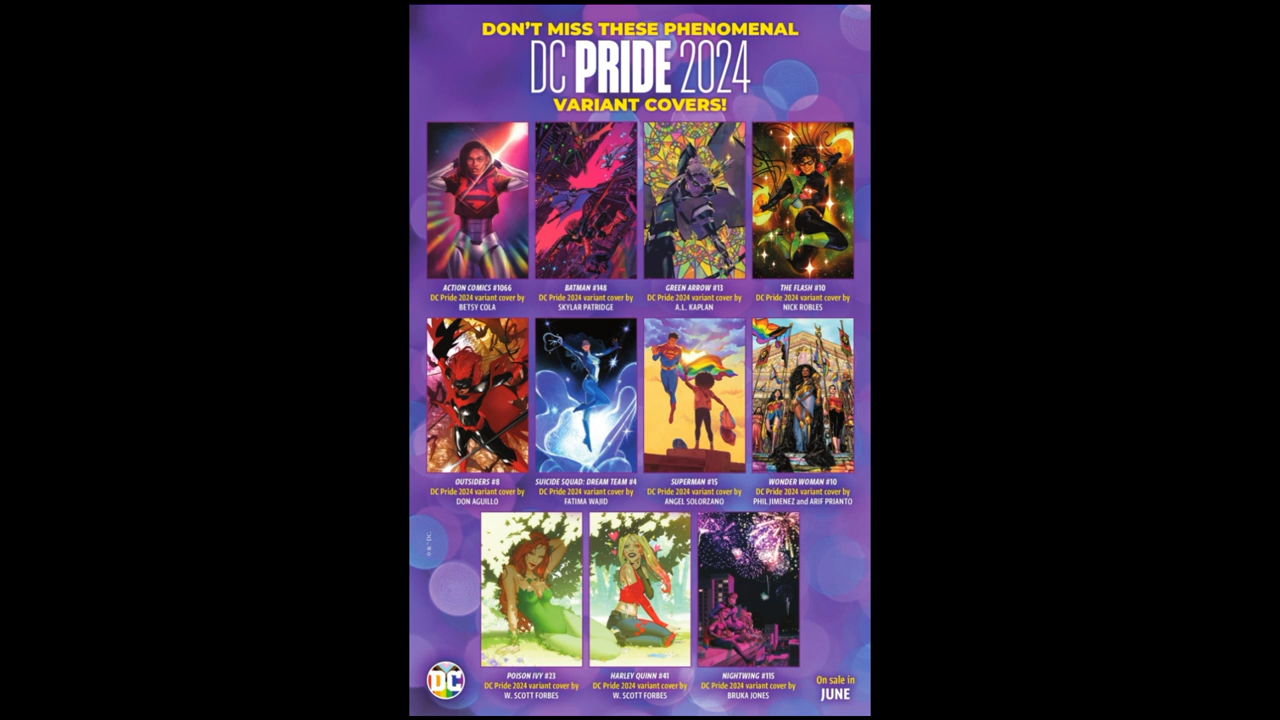 DON'T MISS THESE PHENOMENAL
DC PRIDE 2024
VARIANT COVERS!
ACTION COMICS #1066
DC Pride 2024 variant cover by
BETSY COLA
BATMAN #148
DC Pride 2024 variant cover by
SKYLAR PATRIDGE
GREEN ARROW #13
DC Pride 2024 variant cover by
A.L. KAPLAN
THE FLASH #10
DC Pride 2024 variant cover by
NICK ROBLES
OUTSIDERS #8
DC Pride 2024 variant cover by
DON AGUILLO
SUICIDE SQUAD: DREAM TEAM #4
DC Pride 2024 variant cover by
FATIMA WAJID
SUPERMAN #15
DC Pride 2024 variant cover by
ANGEL SOLORZANO
WONDER WOMAN #10
DC Pride 2024 variant cover by
PHIL JIMENEZ and ARIF PRIANTO
POISON IVY #23
DC Pride 2024 variant cover by
W. SCOTT FORBES
HARLEY QUINN #41
DC Pride 2024 variant cover by
W. SCOTT FORBES
NIGHTWING #115
DC Pride 2024 variant cover by
BRUKA JONES
DC
On sale in
JUNE